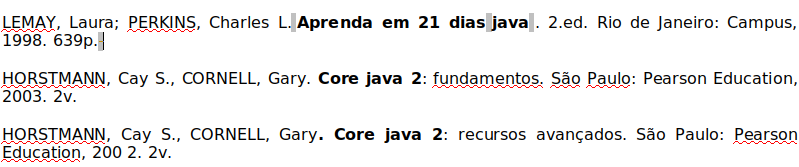 LEMAY, Laura; PERKINS, Charles L. Aprenda em 21 dias java . 2.ed. Rio de Janeiro: Campus,
1998. 639p.
HORSTMANN, Cay S., CORNELL, Gary. Core java 2: fundamentos. São Paulo: Pearson Education,
2003. 2v.
HORSTMANN, Cay S., CORNELL, Gary. Core java 2: recursos avançados. São Paulo: Pearson
Education, 200 2. 2v.